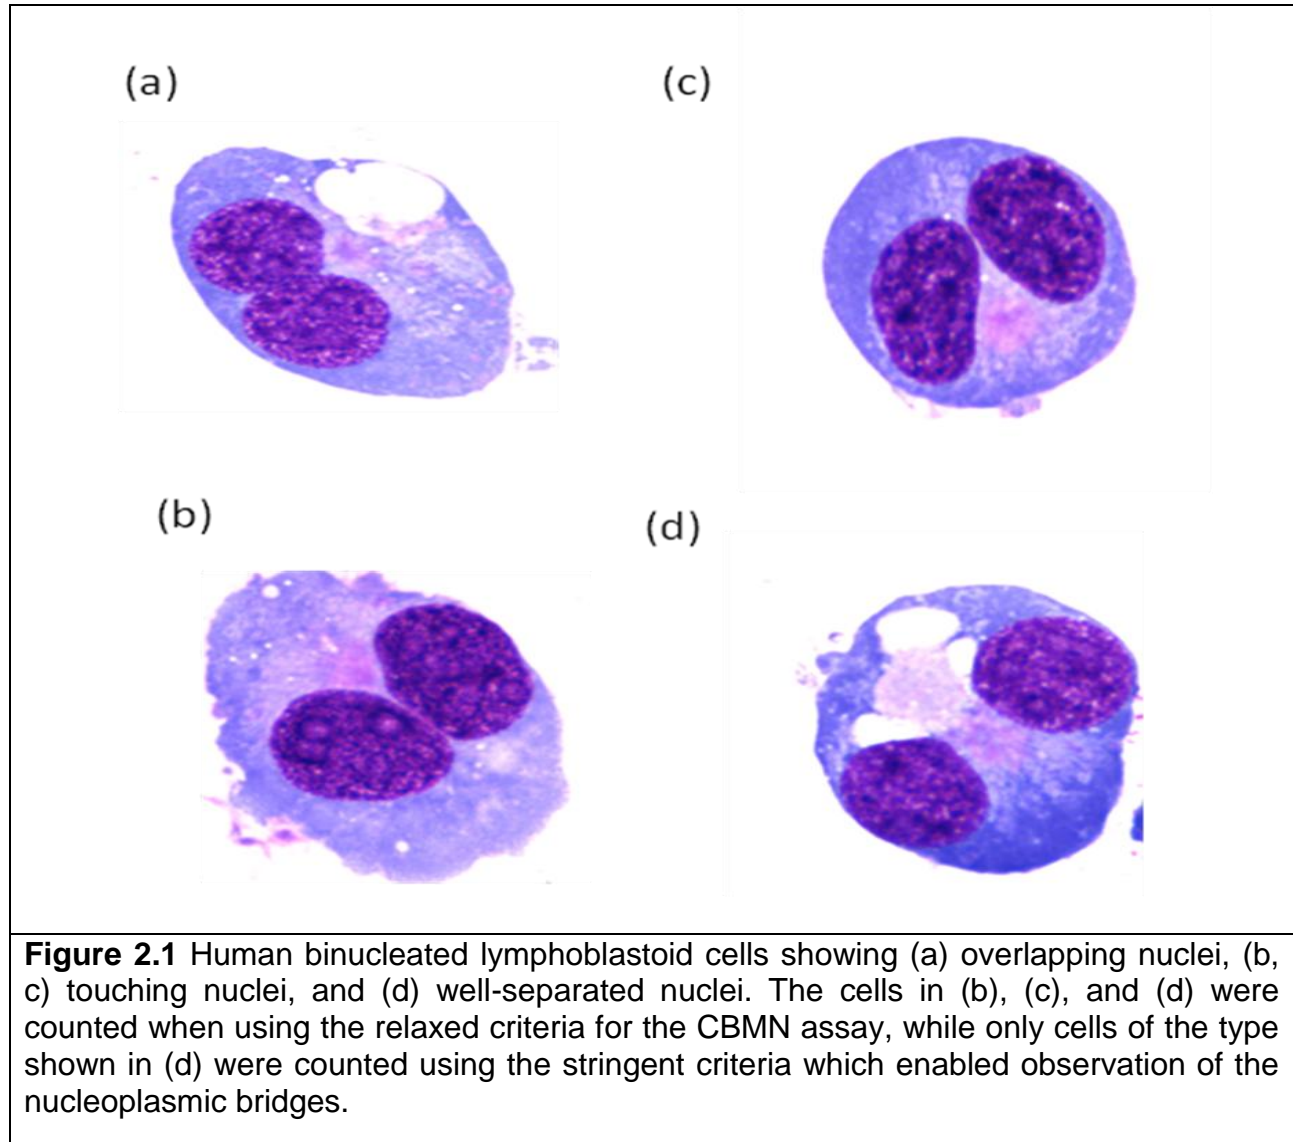 (a)
(c)
(b)
(d)
Figure 2.1 Human binucleated lymphoblastoid cells showing (a) overlapping nuclei, (b,
c) touching nuclei, and (d) well-separated nuclei. The cells in (b), (c), and (d) were
counted when using the relaxed criteria for the CBMN assay, while only cells of the type
shown in (d) were counted using the stringent criteria which enabled observation of the
nucleoplasmic bridges.